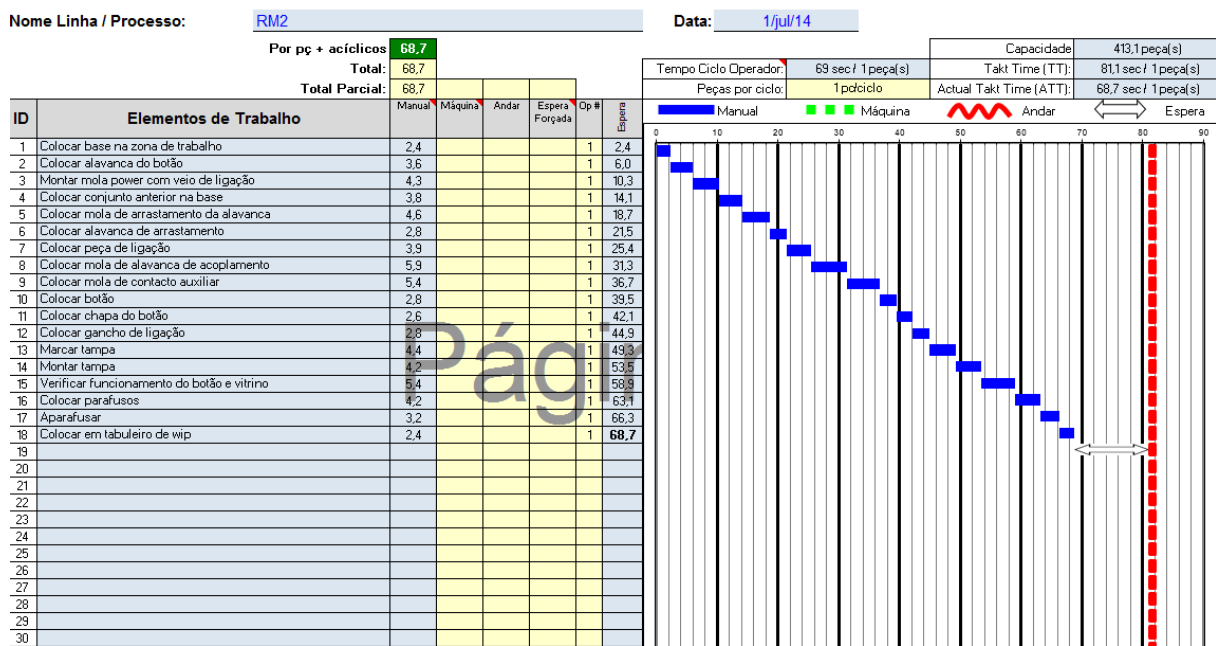 Nome Linha / Processo: RM2 Data: 1/jul/14
Por pç + acíclicos 68,7 Capacidade 413,1 peça(s)
Total: 68,7 Tempo Ciclo Operador: 69 sec / 1 peça(s) Takt Time (TT): 81,1 sec / 1 peça(s)
Total Parcial: 68,7 Peças por ciclo: 1 pc/ciclo Actual Takt Time (ATT): 68,7 sec / 1 peça(s)
ID Elementos de Trabalho Manual Máquina Andar Espera Forçada Op # Espera Manual Máquina Andar Espera
0 10 20 30 40 50 60 70 80 90
1 Colocar base na zona de trabalho 2,4 1 2,4
2 Colocar alavanca do botão 3,6 1 6,0
3 Montar mola power com veio de ligação 4,3 1 10,3
4 Colocar conjunto anterior na base 3,8 1 14,1
5 Colocar mola de arrastamento da alavanca 4,6 1 18,7
6 Colocar alavanca de arrastamento 2,8 1 21,5
7 Colocar peça de ligação 3,9 1 25,4
8 Colocar mola de alavanca de acoplamento 5,9 1 31,3
9 Colocar mola de contacto auxiliar 5,4 1 36,7
10 Colocar botão 2,8 1 39,5
11 Colocar chapa do botão 2,6 1 42,1
12 Colocar gancho de ligação 2,8 1 44,9
13 Marcar tampa 4,4 1 49,3
14 Montar tampa 4,2 1 53,5
15 Verificar funcionamento do botão e vitrino 5,4 1 58,9
16 Colocar parafusos 4,2 1 63,1
17 Aparafusar 3,2 1 66,3
18 Colocar em tabuleiro de wip 2,4 1 68,7
19
20
21
22
23
24
25
26
27
28
29
30